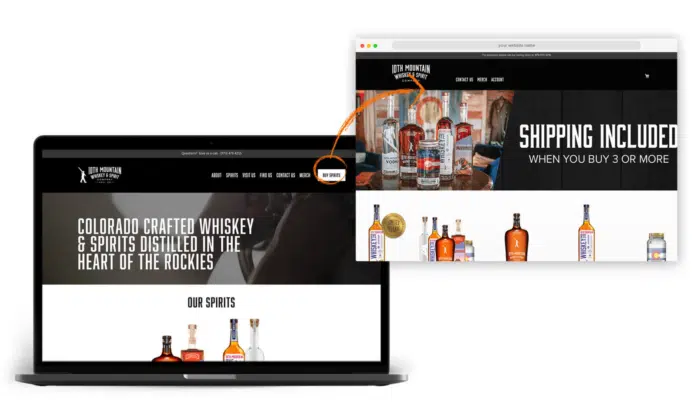 10TH MOUNTAIN
WHISKEY & SPIRIT
COMPANY
ABOUT SPIRITS VISIT US FIND US CONTACT US MERCH
COLORADO CRAFTED WHISKEY
& SPIRITS DISTILLED IN THE
HEART OF THE ROCKIES
OUR SPIRITS
10TH MOUNTAIN
WHISKEY & SPIRIT
COMPANY
CONTACT US MERCH ACCOUNT
SHIPPING INCLUDED
WHEN YOU BUY 3 OR MORE